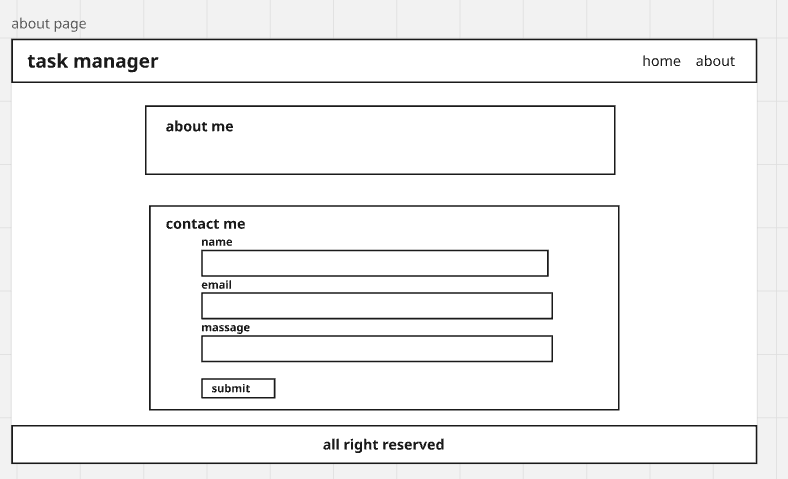 about page
task manager
home about
about me
contact me
name
email
massage
submit
all right reserved